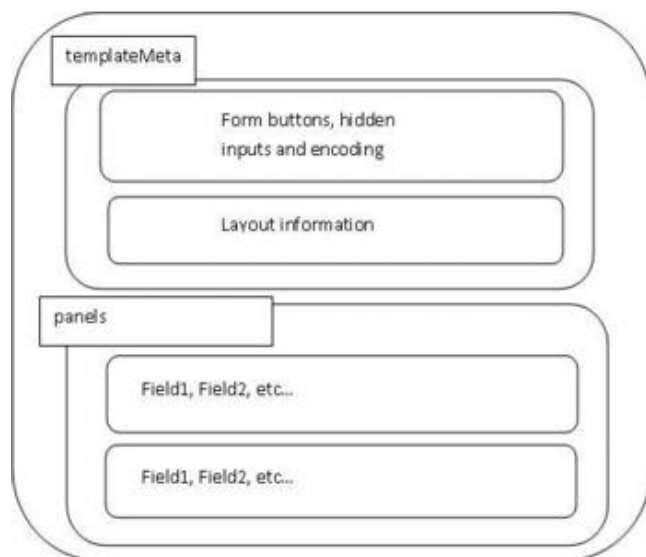 templateMeta
Form buttons, hidden
inputs and encoding
Layout information
panels
Field1, Field2, etc...
Field1, Field2, etc...